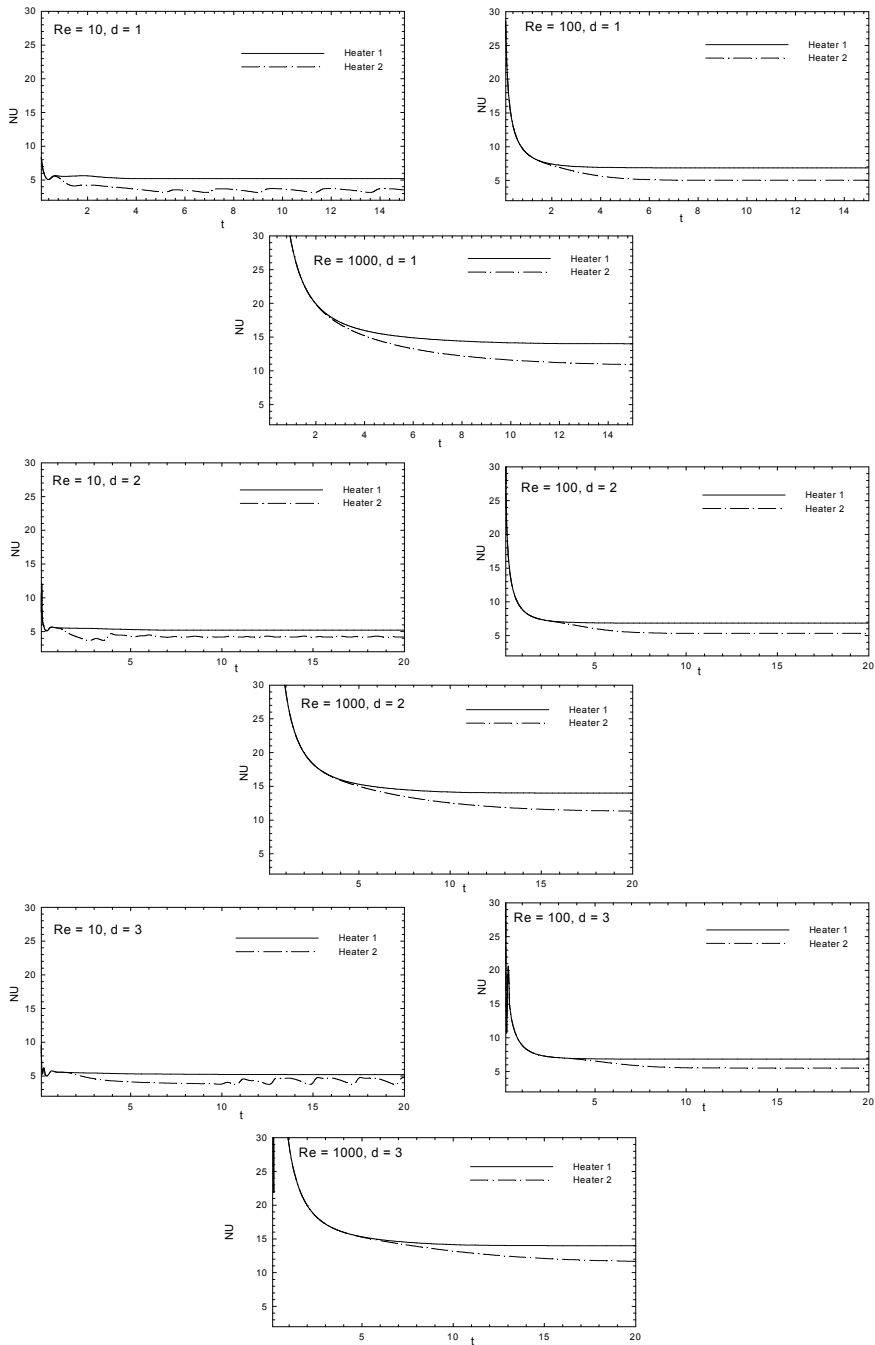 Re = 10, d = 1
Heater 1
Heater 2
NU
30
25
20
15
10
5
2 4 6 8 10 12 14
t
Re = 100, d = 1
Heater 1
Heater 2
NU
30
25
20
15
10
5
2 4 6 8 10 12 14
t
Re = 1000, d = 1
Heater 1
Heater 2
NU
30
25
20
15
10
5
2 4 6 8 10 12 14
t
Re = 10, d = 2
Heater 1
Heater 2
NU
30
25
20
15
10
5
5 10 15 20
t
Re = 100, d = 2
Heater 1
Heater 2
NU
30
25
20
15
10
5
5 10 15 20
t
Re = 1000, d = 2
Heater 1
Heater 2
NU
30
25
20
15
10
5
5 10 15 20
t
Re = 10, d = 3
Heater 1
Heater 2
NU
30
25
20
15
10
5
5 10 15 20
t
Re = 100, d = 3
Heater 1
Heater 2
NU
30
25
20
15
10
5
5 10 15 20
t
Re = 1000, d = 3
Heater 1
Heater 2
NU
30
25
20
15
10
5
5 10 15 20
t